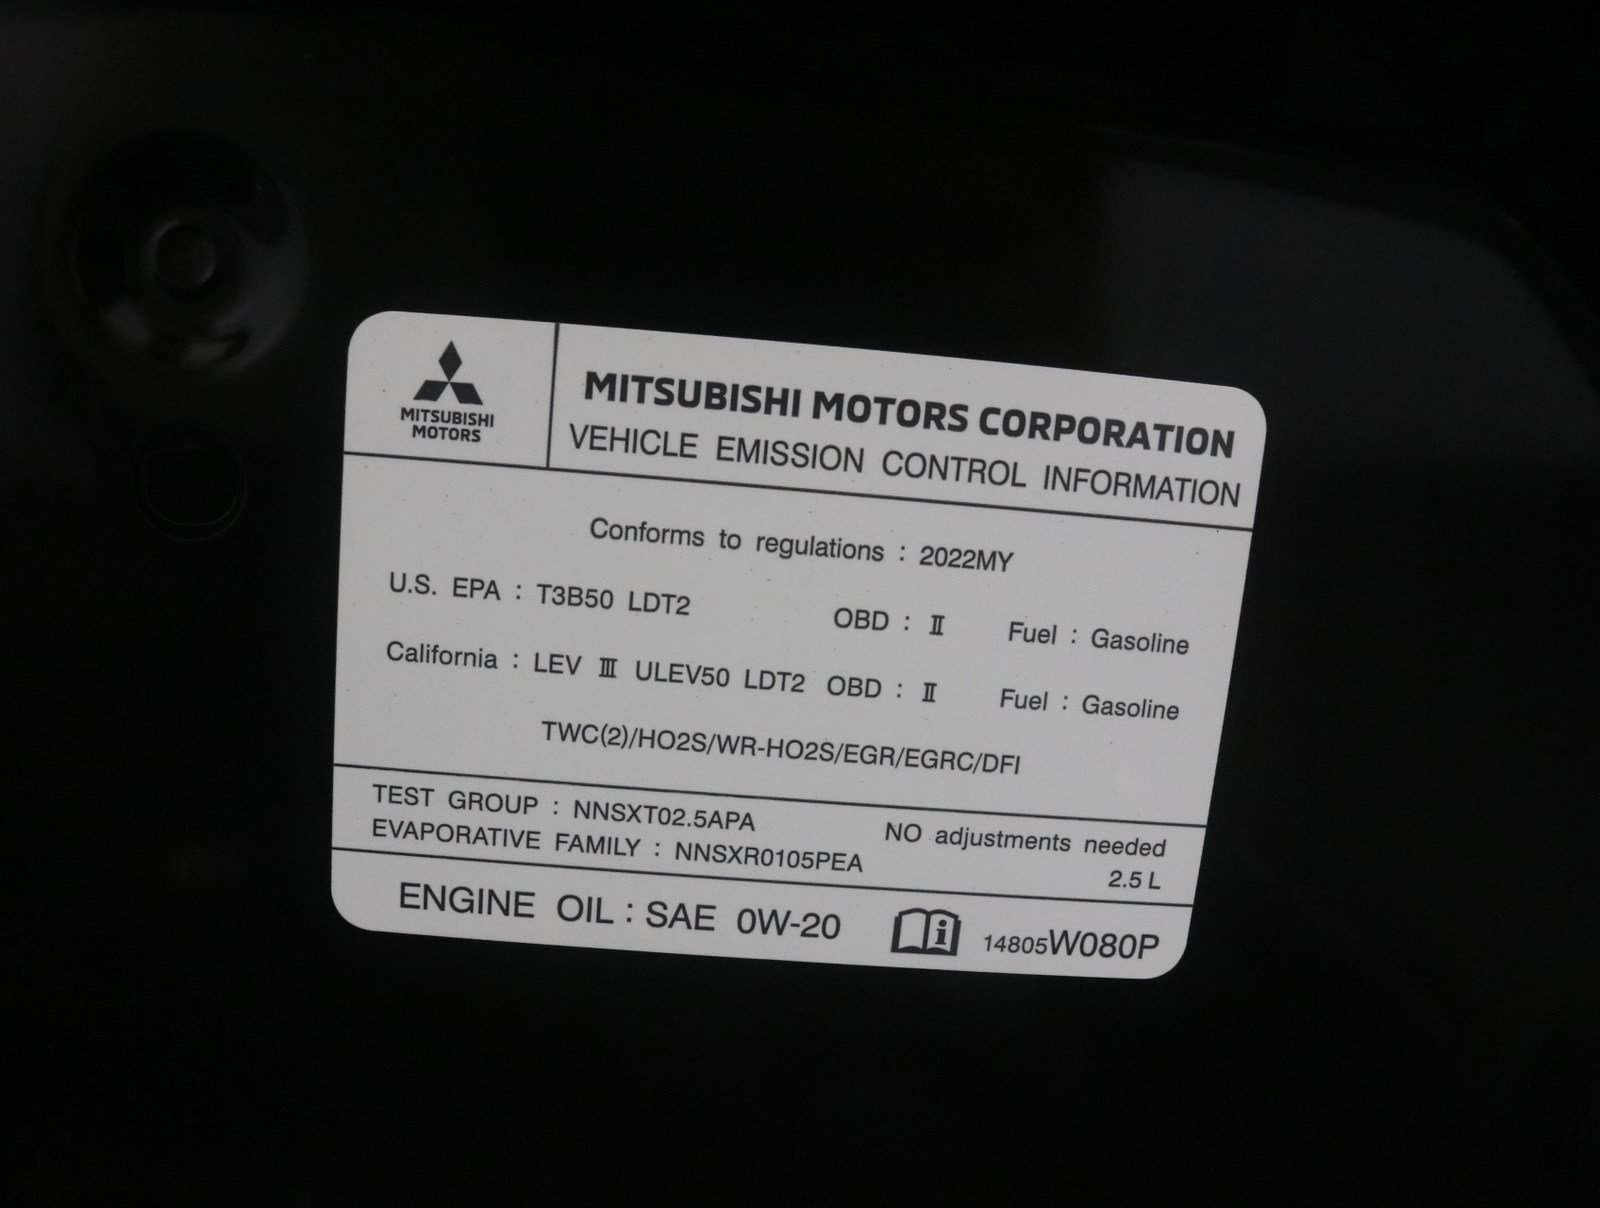 MITSUBISHI
MOTORS
MITSUBISHI MOTORS CORPORATION
VEHICLE EMISSION CONTROL INFORMATION
Conforms to regulations : 2022MY
U.S. EPA : T3B50 LDT2 OBD : Ⅱ Fuel : Gasoline
California : LEV Ⅲ ULEV50 LDT2 OBD : Ⅱ Fuel : Gasoline
TWC(2)/HO2S/WR-HO2S/EGR/EGRC/DFI
TEST GROUP : NNSXT02.5APA
EVAPORATIVE FAMILY : NNSXR0105PEA
NO adjustments needed
2.5 L
ENGINE OIL : SAE 0W-20
i
14805W080P